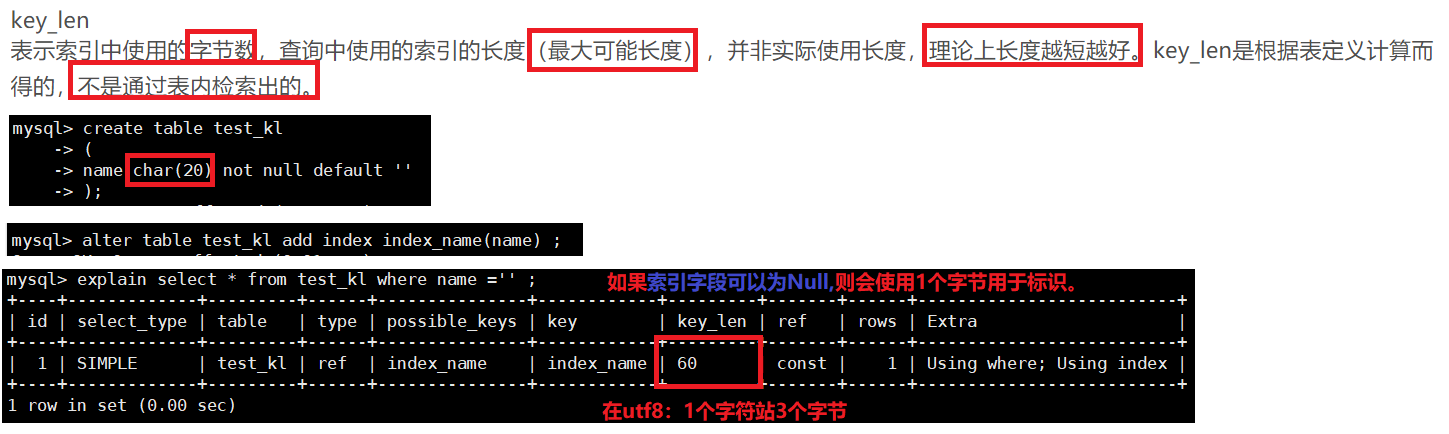 key_len
表示索引中使用的字节数，查询中使用的索引的长度（最大可能长度），并非实际使用长度，理论上长度越短越好。key_len是根据表定义计算而
得的，不是通过表内检索出的。
mysql> create table test_kl
    -> (
    -> name char(20) not null default ''
    -> );
mysql> alter table test_kl add index index_name(name) ;
mysql> explain select * from test_kl where name ='' ; 如果索引字段可以为Null,则会使用1个字节用于标识。
+----+-------------+---------+------+---------------+------------+---------+-------+------+--------------------------+
| id | select_type | table   | type | possible_keys | key        | key_len | ref   | rows | Extra                    |
+----+-------------+---------+------+---------------+------------+---------+-------+------+--------------------------+
|  1 | SIMPLE      | test_kl | ref  | index_name    | index_name | 60      | const |    1 | Using where; Using index |
+----+-------------+---------+------+---------------+------------+---------+-------+------+--------------------------+
1 row in set (0.00 sec) 在utf8：1个字符站3个字节